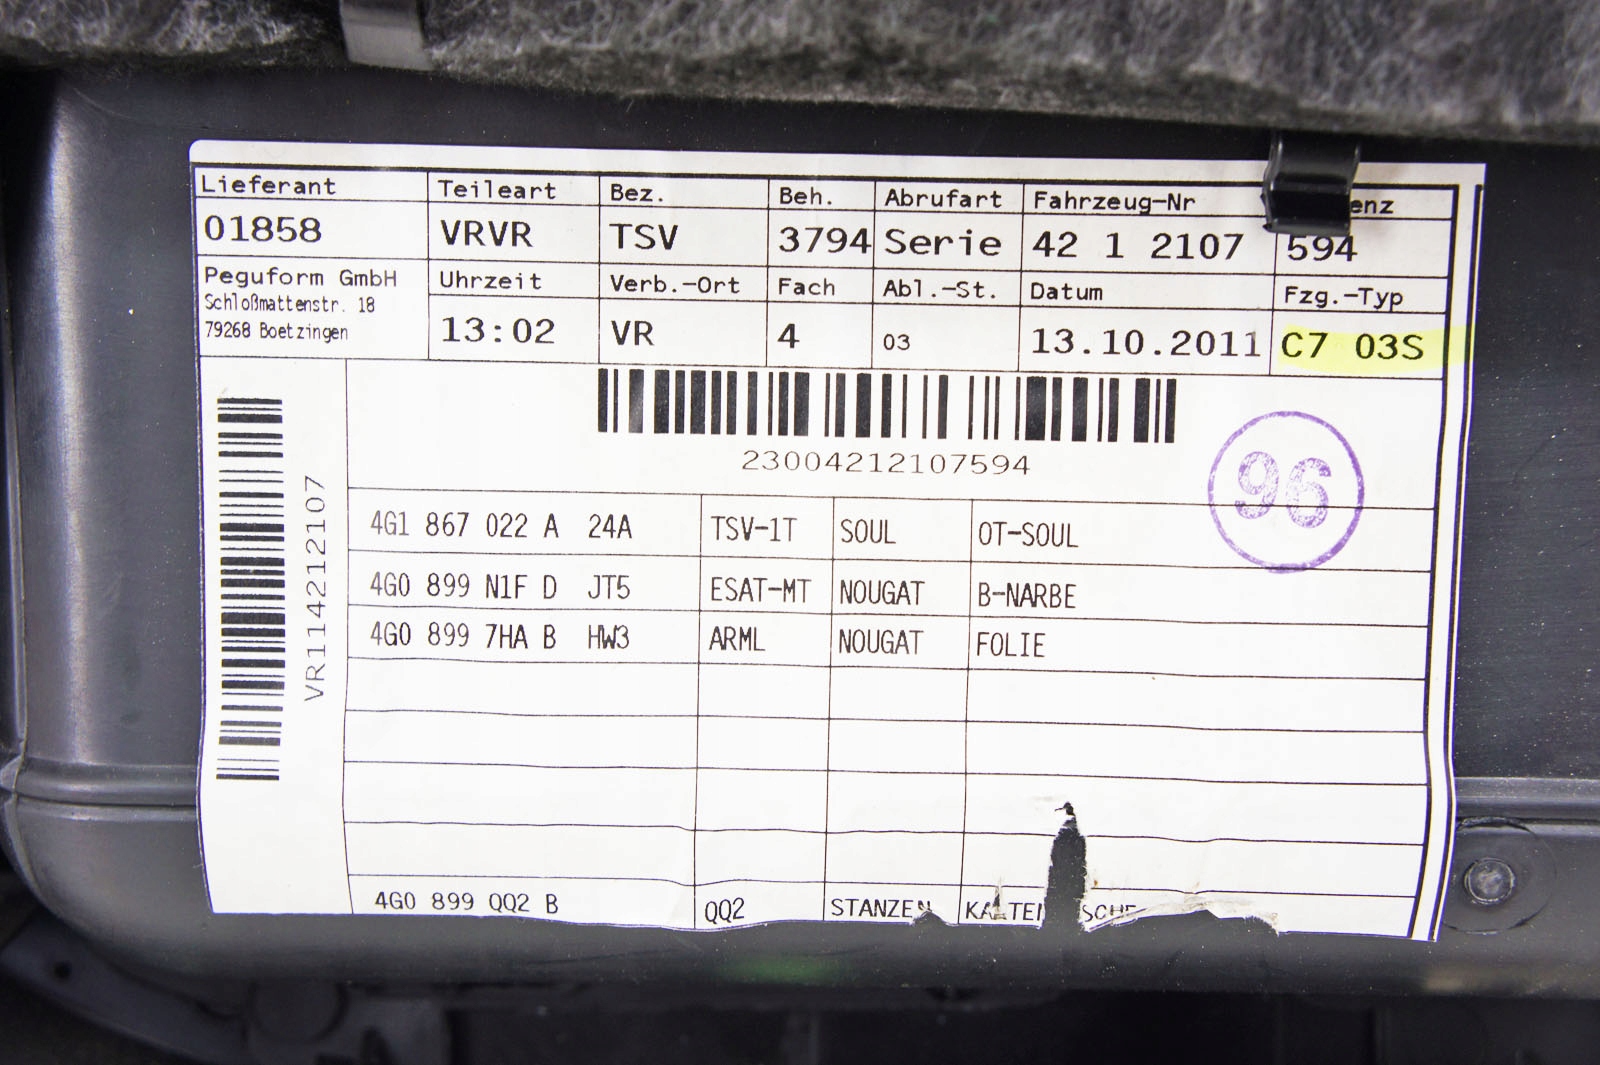 Lieferant Teileart Bez. Beh. Abrufart Fahrzeug-Nr enz
01858 VRVR TSV 3794 Serie 42 1 2107 594
Peguform GmbH Uhrzeit Verb.-Ort Fach Abl.-St. Datum Fzg.-Typ
Schloßmattenstr. 18
79268 Boetzingen 13:02 VR 4 03 13.10.2011 C7 03S
23004212107594
96
VR114212107
4G1 867 022 A 24A TSV-1T SOUL OT-SOUL
4G0 899 N1F D JT5 ESAT-MT NOUGAT B-NARBE
4G0 899 7HA B HW3 ARML NOUGAT FOLIE
4G0 899 QQ2 B QQ2 STANZEN